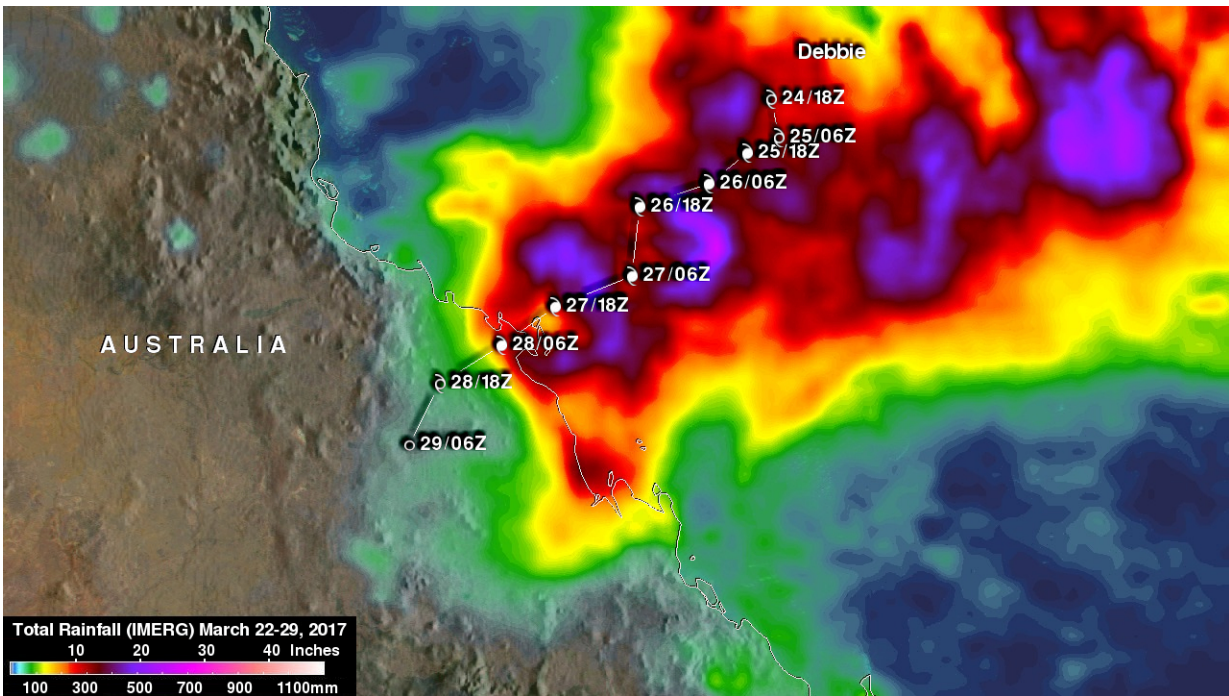 Debbie
24/18Z
25/06Z
25/18Z
26/06Z
26/18Z
27/06Z
27/18Z
28/06Z
AUSTRALIA
28/18Z
29/06Z
Total Rainfall (IMERG) March 22-29, 2017
10 20 30 40 Inches
100 300 500 700 900 1100mm